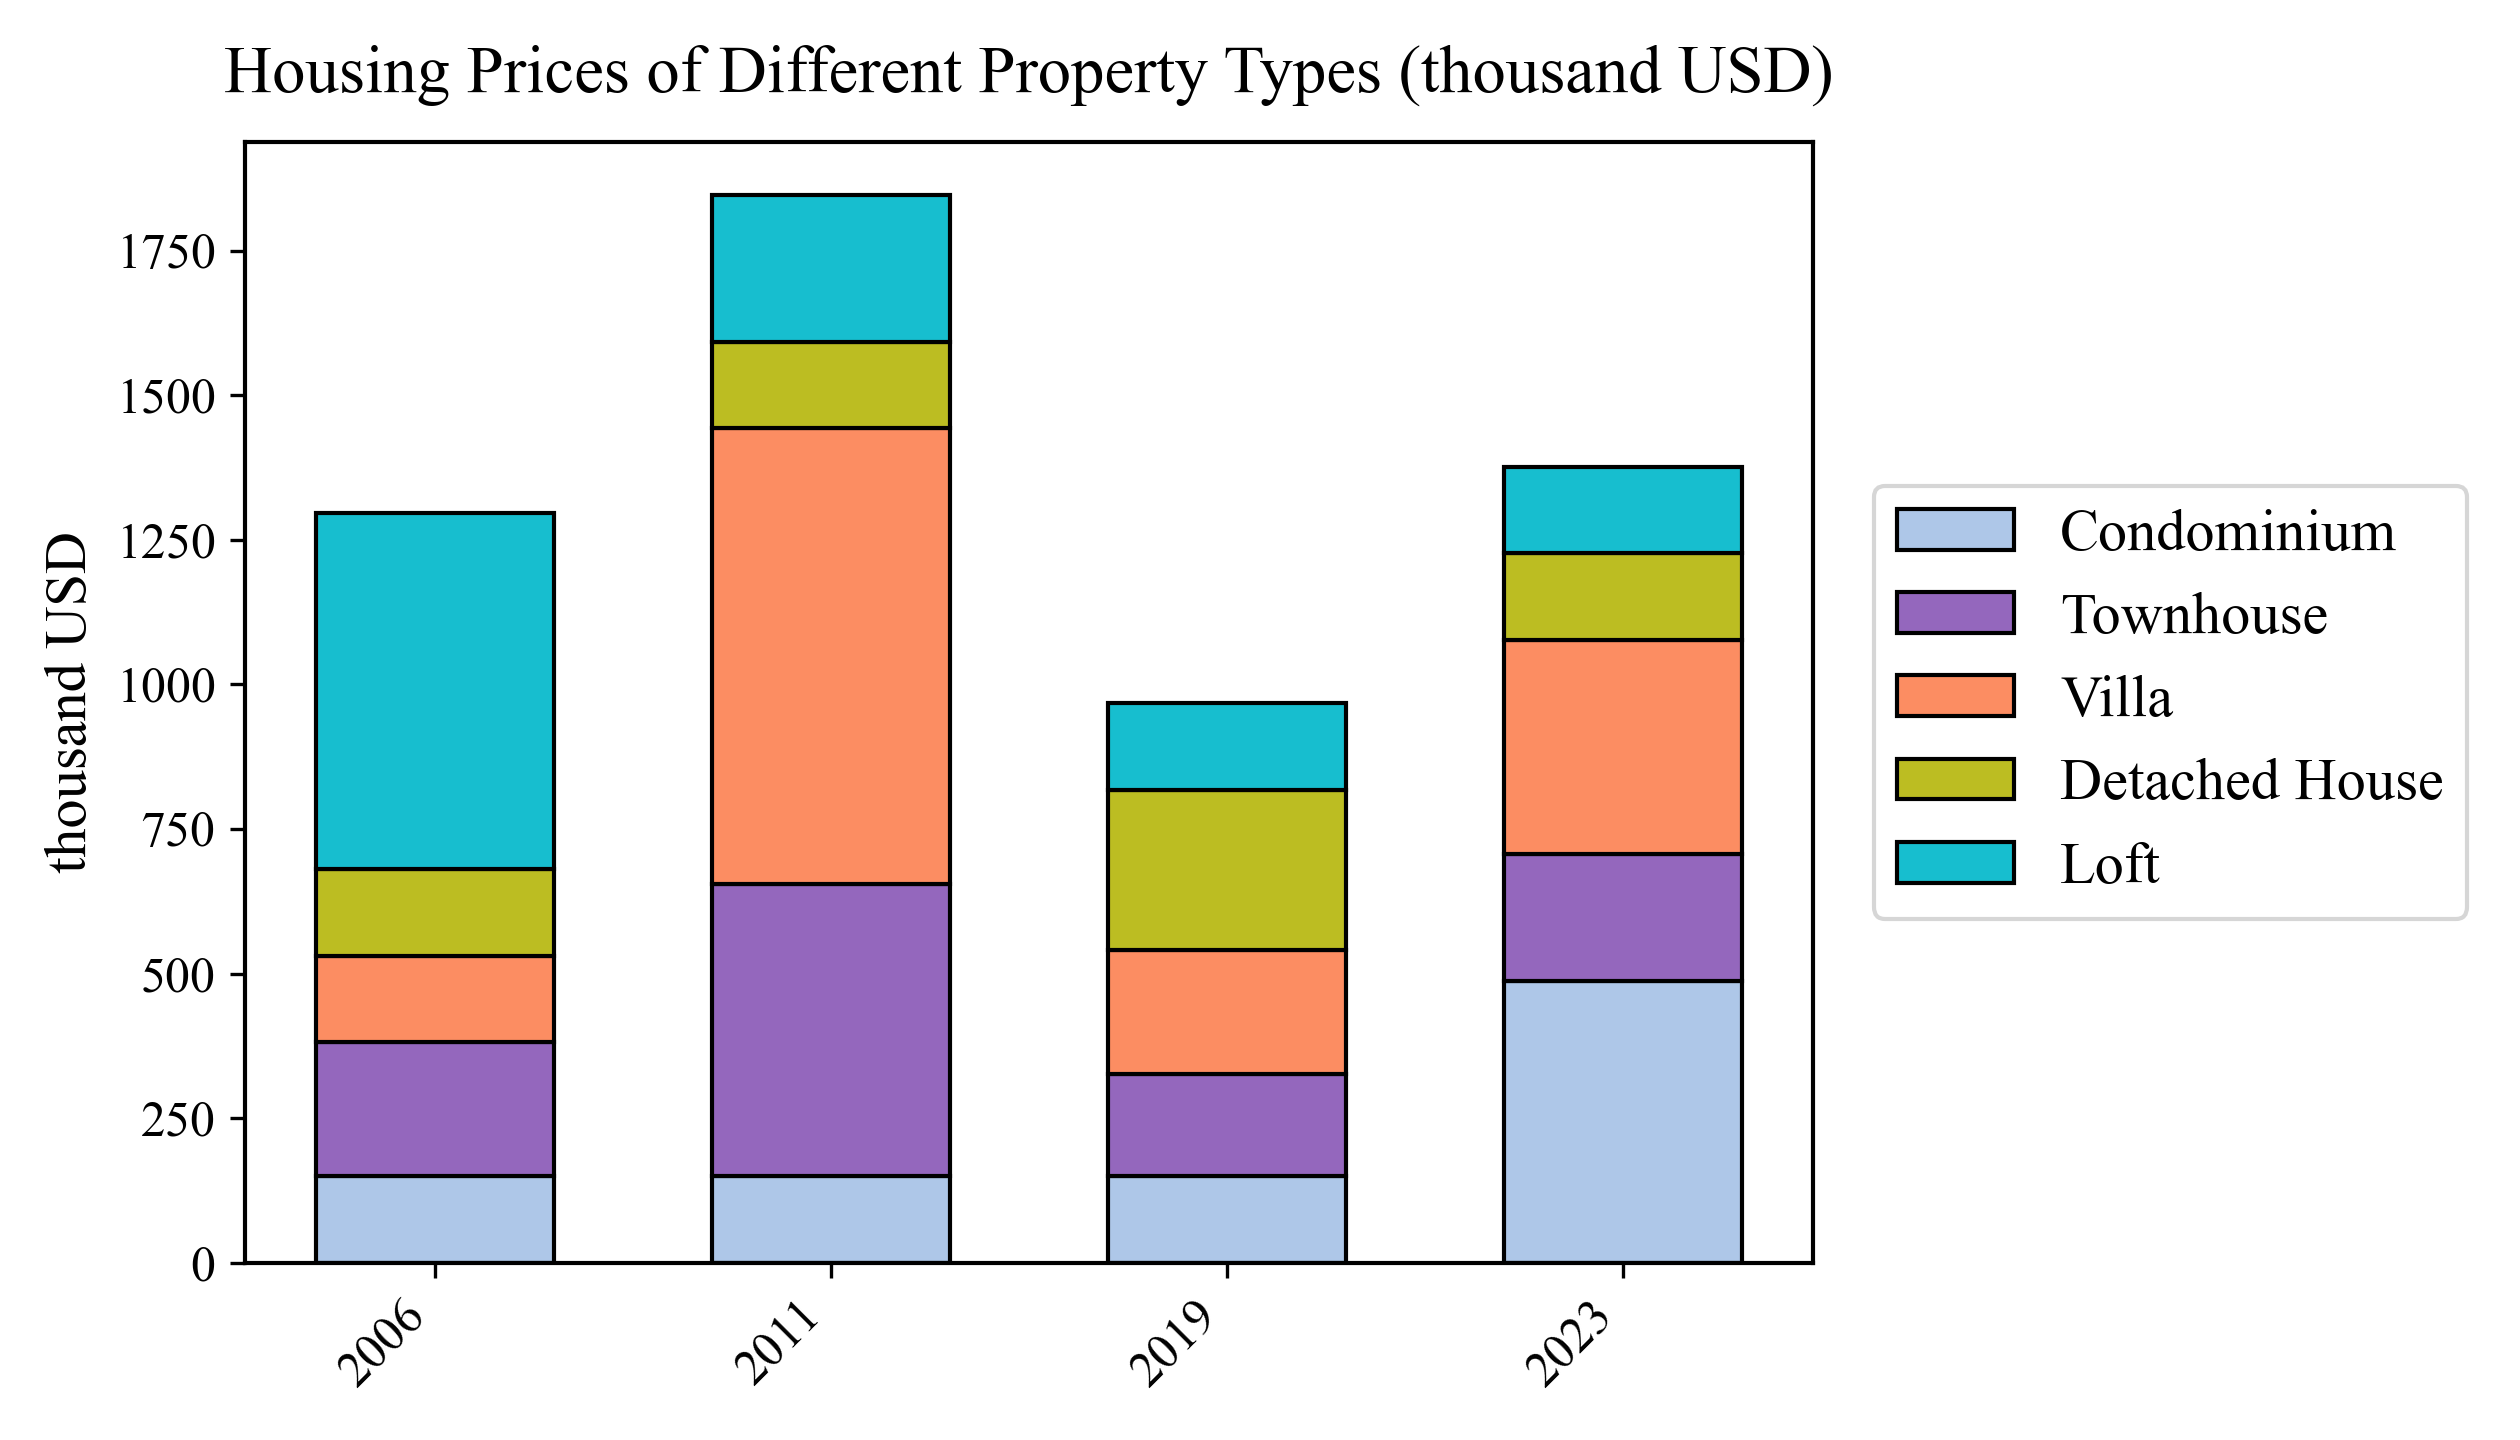 Housing Prices of Different Property Types (thousand USD)
thousand USD
1750
1500
1250
1000
750
500
250
0
2006
2011
2019
2023
Condominium
Townhouse
Villa
Detached House
Loft